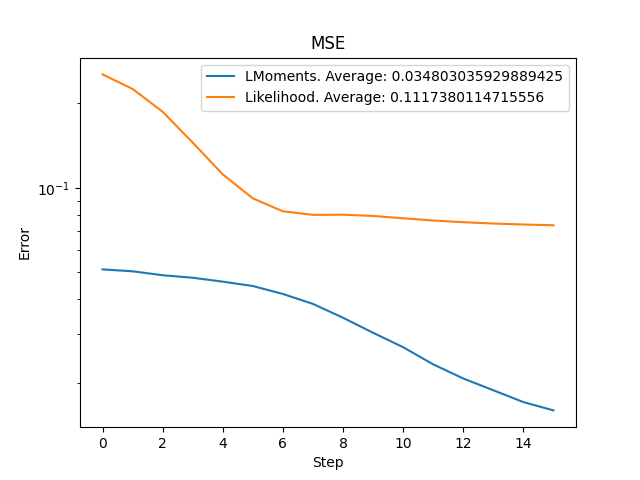 MSE
LMoments. Average: 0.034803035929889425
Likelihood. Average: 0.1117380114715556
10⁻¹
Error
0 2 4 6 8 10 12 14
Step